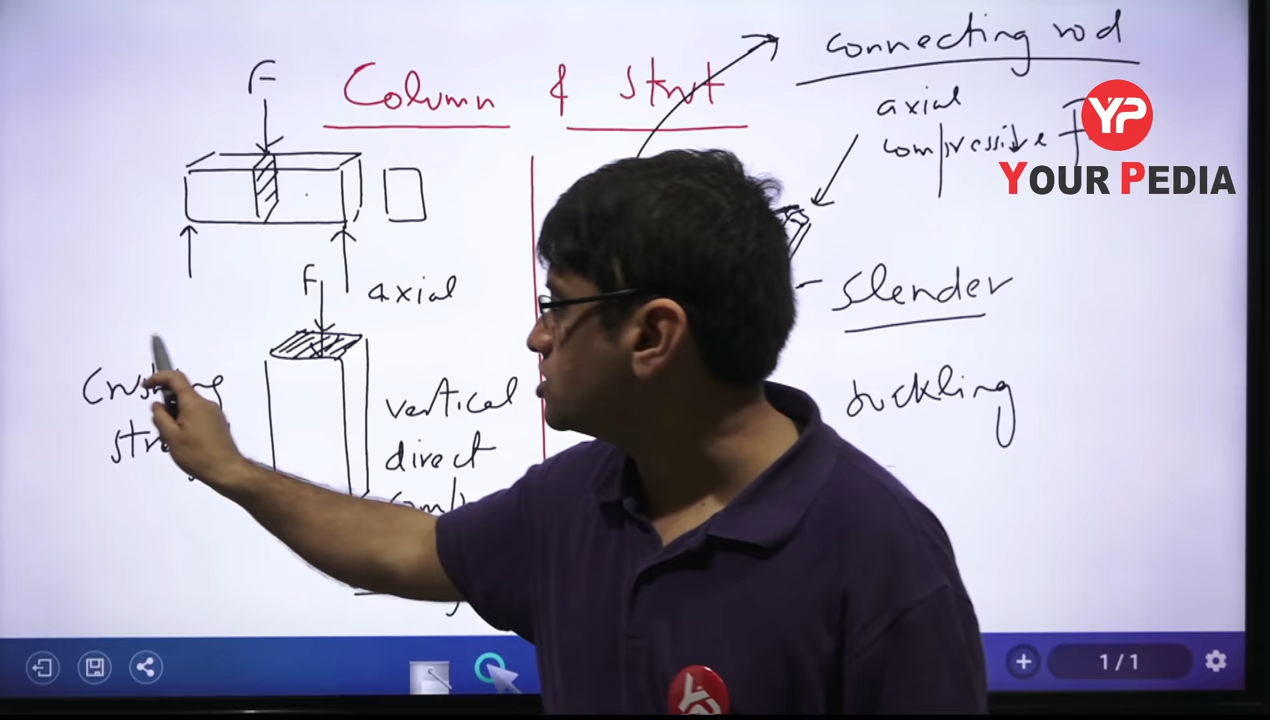 connecting rod
F
Column & Strut
axial
compressive F
YP
YOUR PEDIA
F
axial
slender
vertical
direct
buckling
1/1